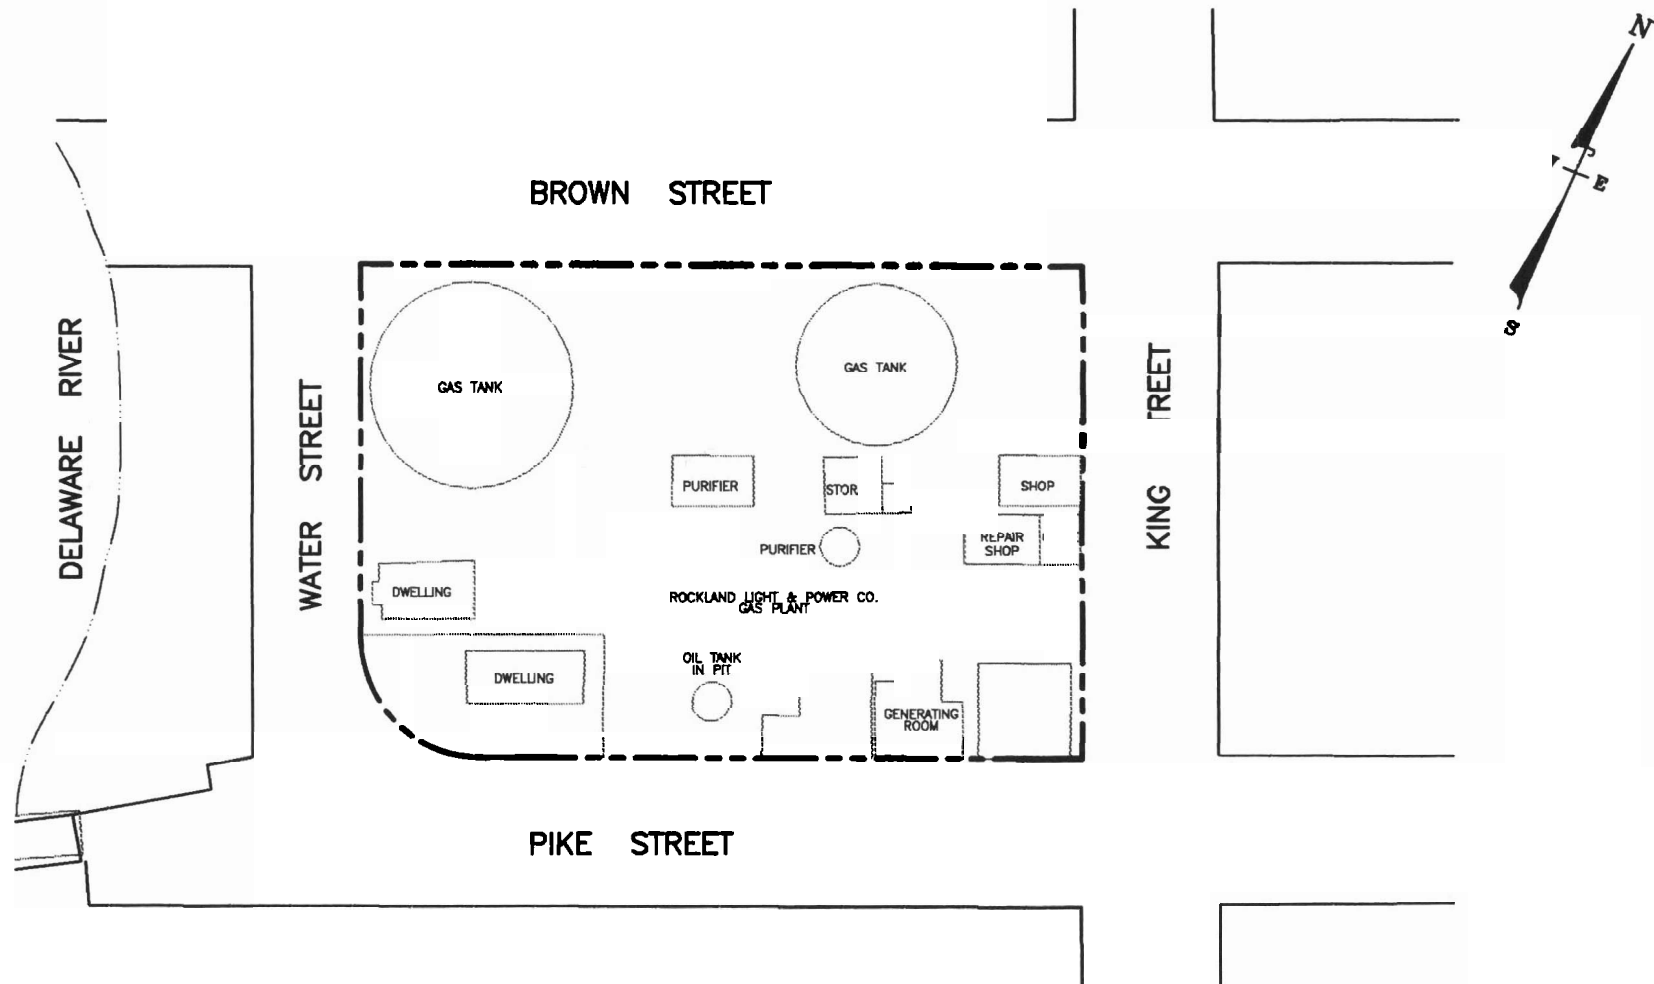 N
E
S
BROWN STREET
DELAWARE RIVER
WATER STREET
GAS TANK
GAS TANK
KING TREET
PURIFIER
STOR
SHOP
PURIFIER
REPAIR
SHOP
DWELLING
ROCKLAND LIGHT & POWER CO.
GAS PLANT
OIL TANK
IN PIT
DWELLING
GENERATING
ROOM
PIKE STREET